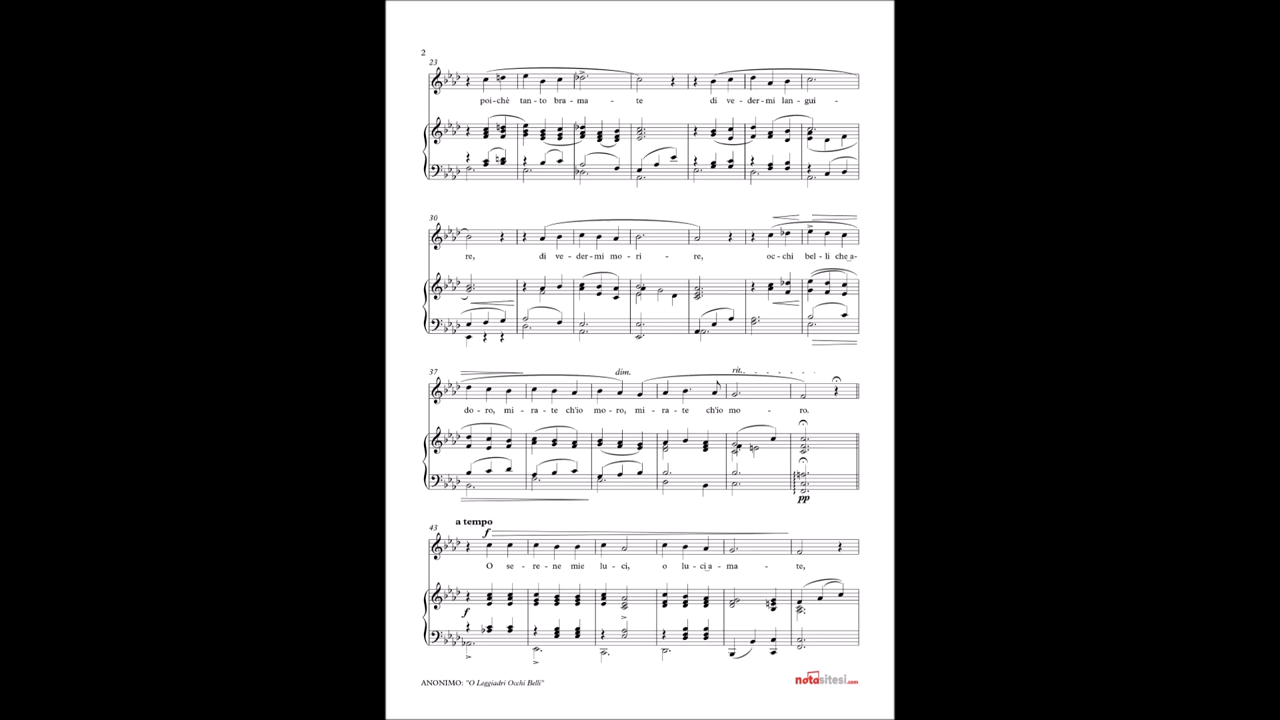 2
23
poi-chè tan-to bra-ma - te di ve-der-mi lan-gui -
30
re, di ve-der-mi mo-ri - re, oc-chi bel-li che_a-
37
dim.
rit.
do-ro, mi-ra-te ch'io mo-ro, mi-ra-te ch'io mo - ro.
pp
43
a tempo
f
O se-re-ne mie lu-ci, o lu-ci_a-ma - te,
f
ANONIMO: "O Leggiadri Occhi Belli"
notasitesi.com